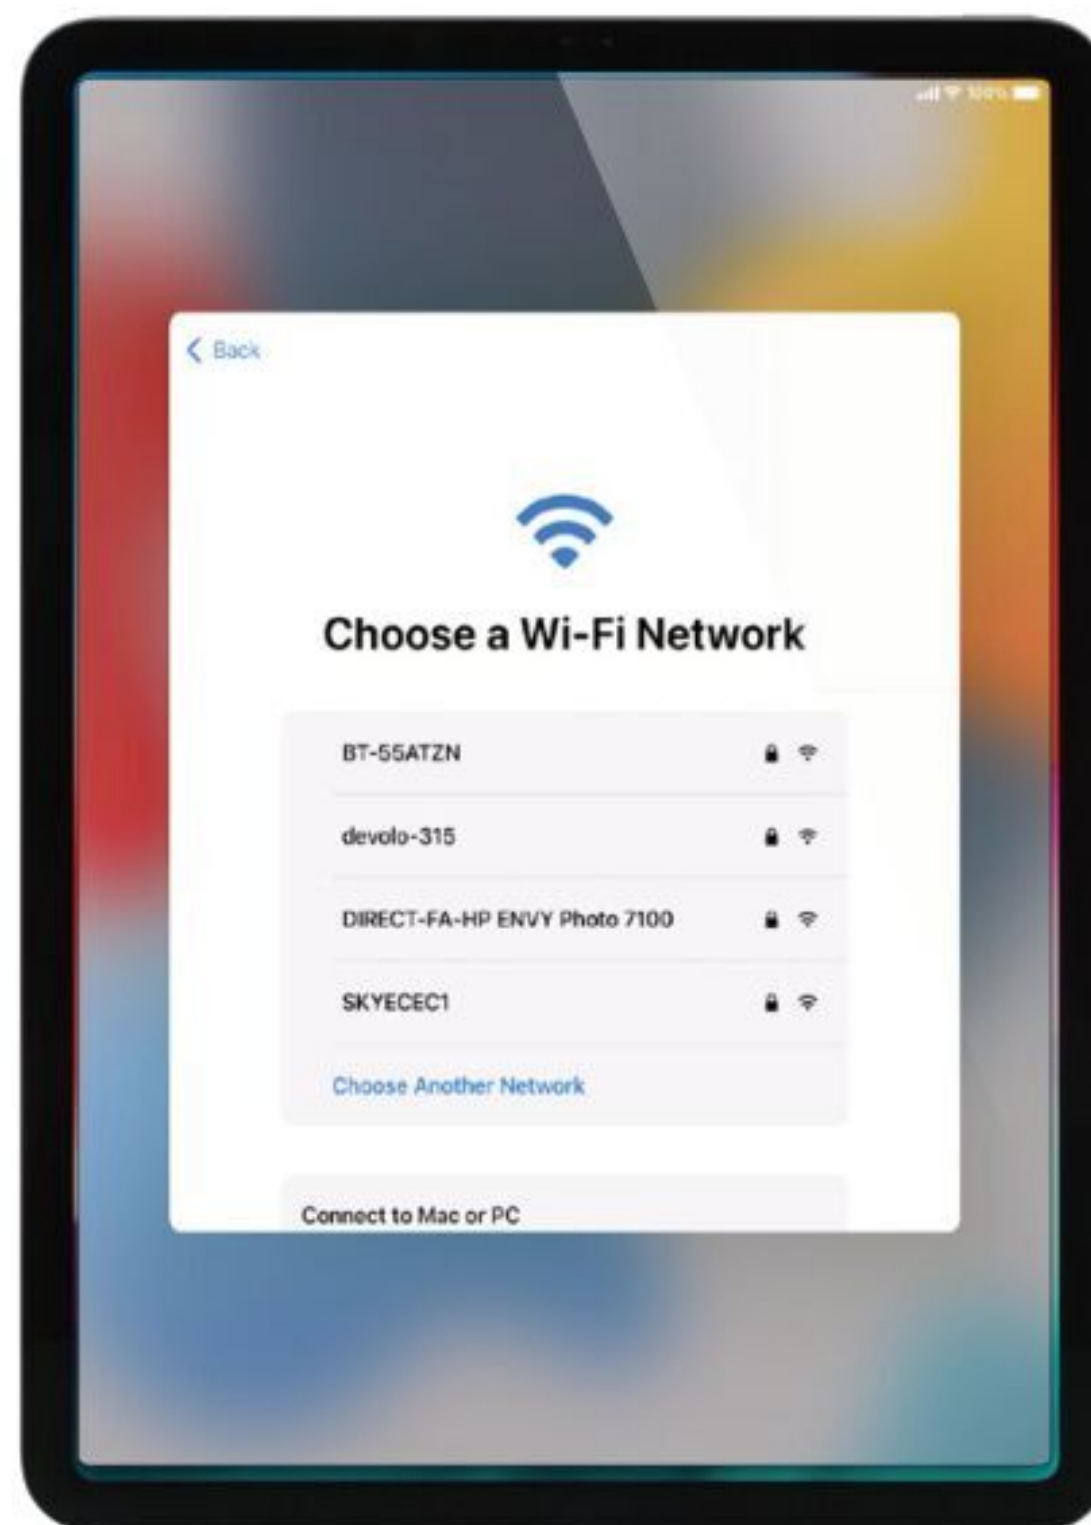 100%
Back
Choose a Wi-Fi Network
BT-55ATZN
devolo-315
DIRECT-FA-HP ENVY Photo 7100
SKYECEC1
Choose Another Network
Connect to Mac or PC